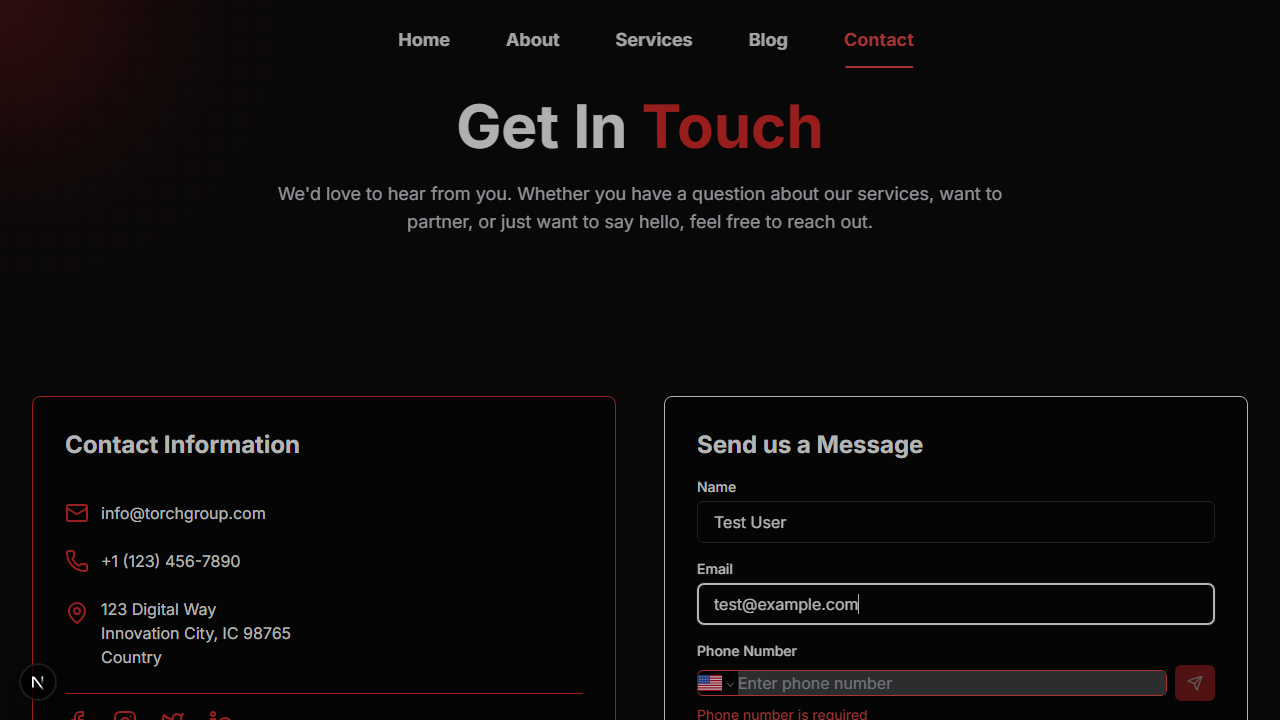 Home About Services Blog Contact
Get In Touch
We'd love to hear from you. Whether you have a question about our services, want to
partner, or just want to say hello, feel free to reach out.
Contact Information
info@torchgroup.com
+1 (123) 456-7890
123 Digital Way
Innovation City, IC 98765
Country
N
Send us a Message
Name
Test User
Email
test@example.com
Phone Number
Enter phone number
Phone number is required